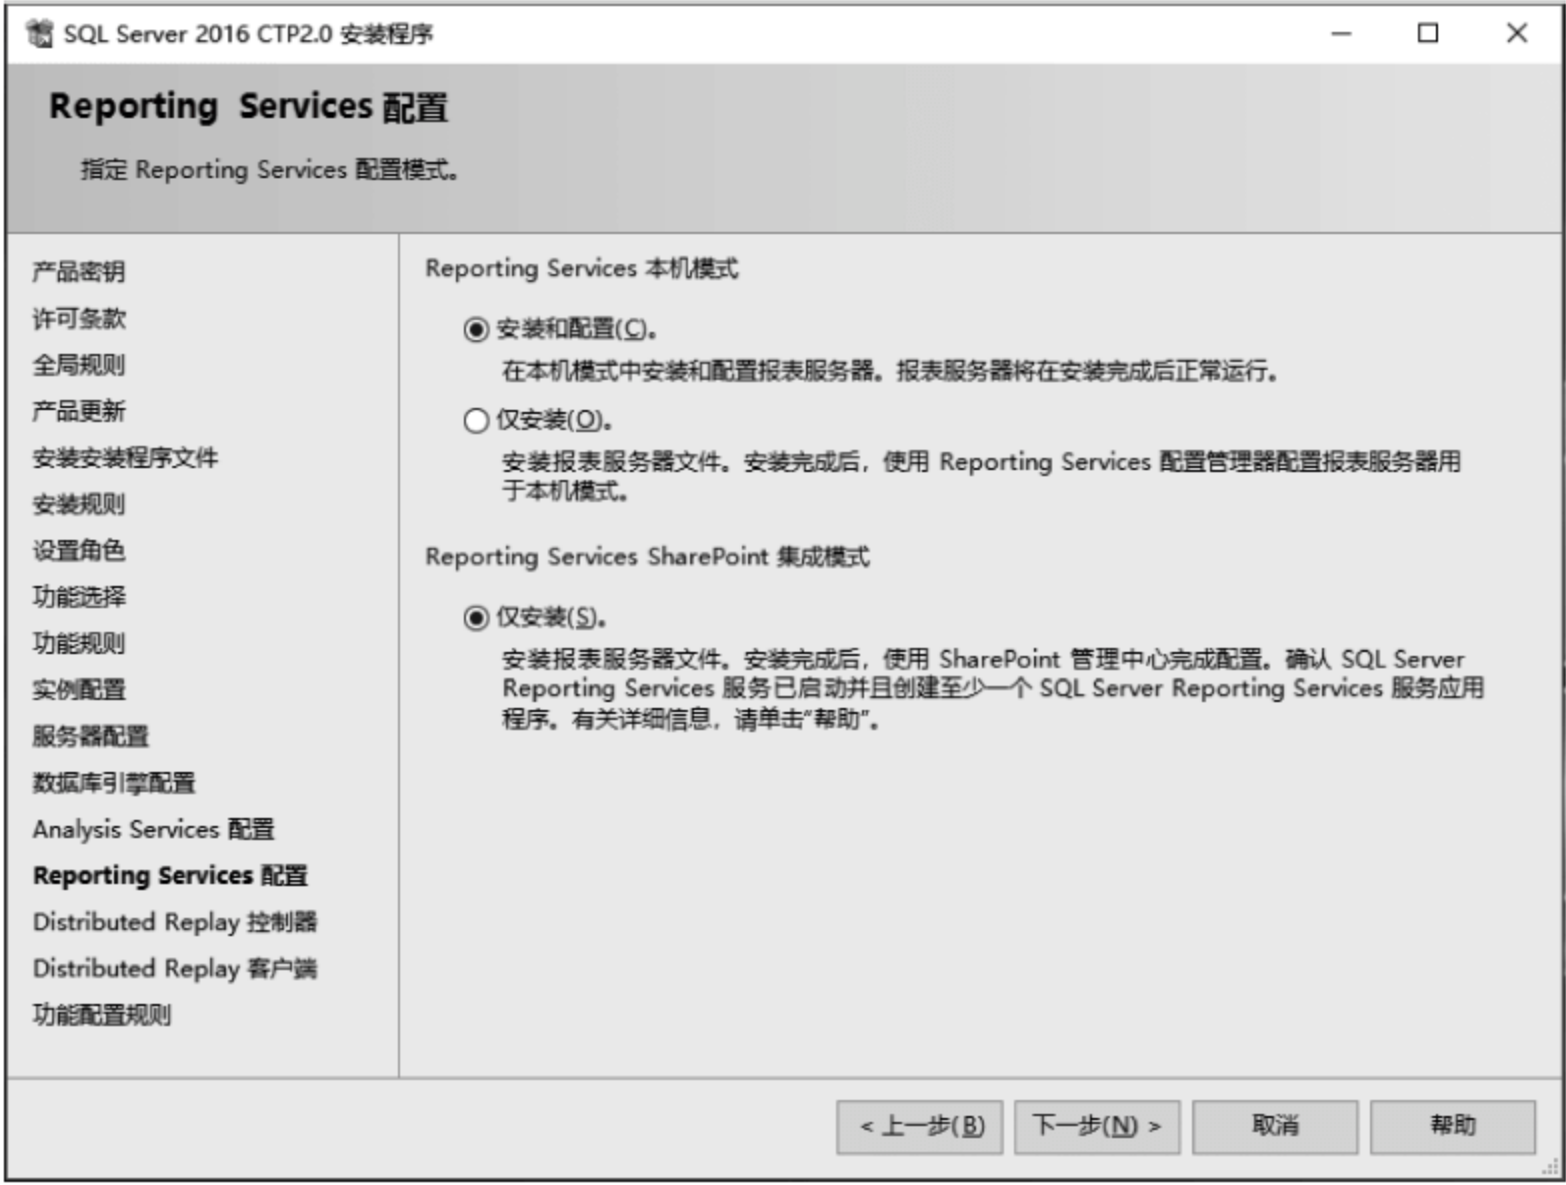 SQL Server 2016 CTP2.0 安装程序
Reporting Services 配置
指定 Reporting Services 配置模式。
产品密钥
许可条款
全局规则
产品更新
安装安装程序文件
安装规则
设置角色
功能选择
功能规则
实例配置
服务器配置
数据库引擎配置
Analysis Services 配置
Reporting Services 配置
Distributed Replay 控制器
Distributed Replay 客户端
功能配置规则
Reporting Services 本机模式
安装和配置(C)。
在本机模式中安装和配置报表服务器。报表服务器将在安装完成后正常运行。
仅安装(O)。
安装报表服务器文件。安装完成后，使用 Reporting Services 配置管理器配置报表服务器用
于本机模式。
Reporting Services SharePoint 集成模式
仅安装(S)。
安装报表服务器文件。安装完成后，使用 SharePoint 管理中心完成配置。确认 SQL Server
Reporting Services 服务已启动并且创建至少一个 SQL Server Reporting Services 服务应用
程序。有关详细信息，请单击“帮助”。
< 上一步(B)
下一步(N) >
取消
帮助